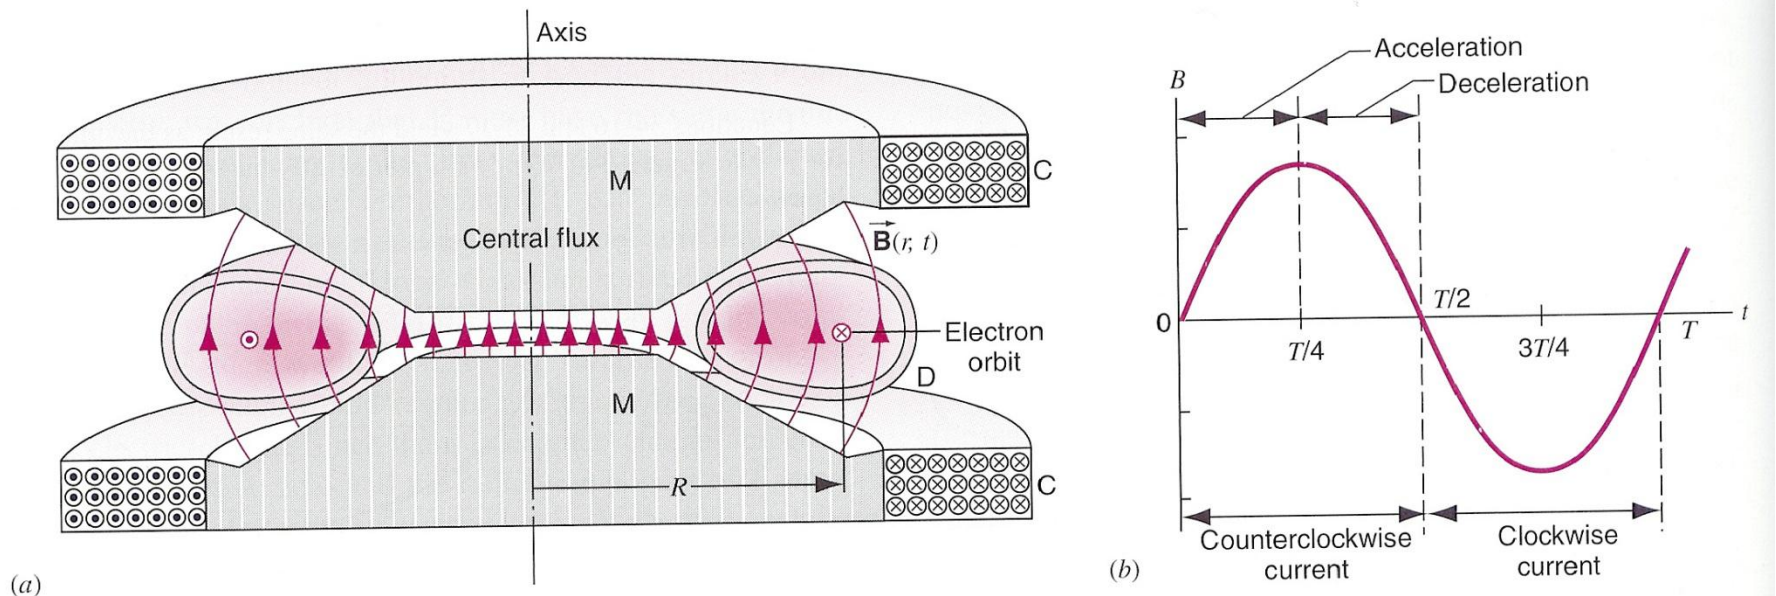 Axis
M
C
Central flux
B(r, t)
Electron
orbit
D
M
R
C
(a)
Acceleration
Deceleration
B
0
T/4
T/2
3T/4
T
t
Counterclockwise
current
Clockwise
current
(b)